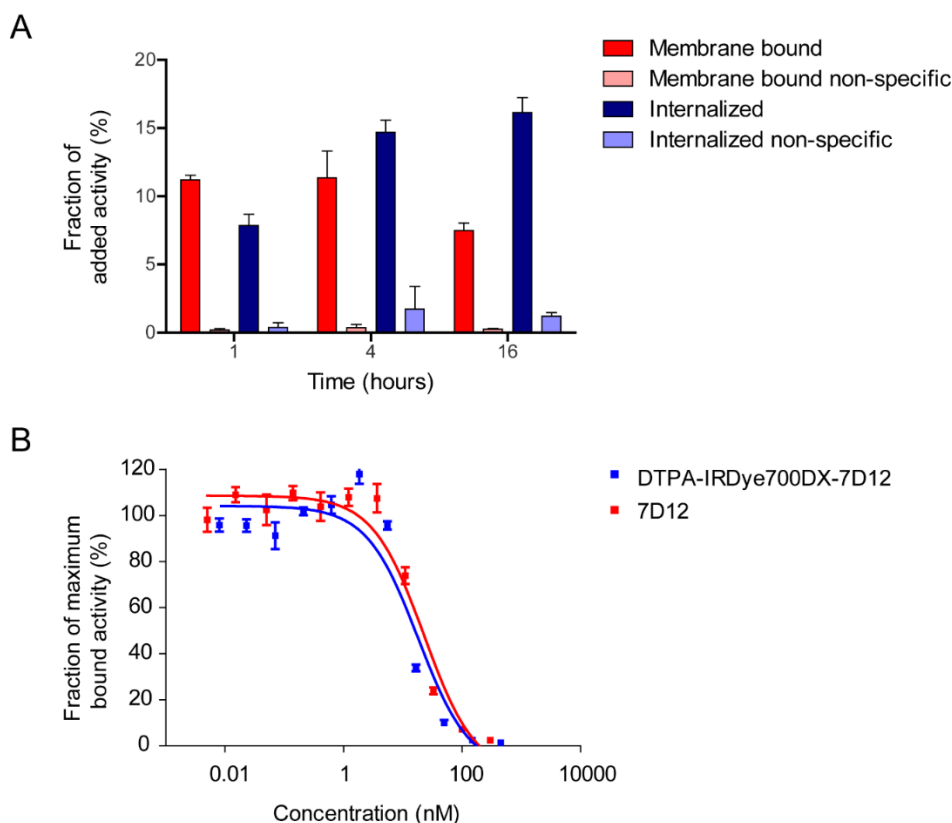 A
Fraction of
added activity (%)
20
15
10
5
0
1
4
16
Time (hours)
Membrane bound
Membrane bound non-specific
Internalized
Internalized non-specific
B
Fraction of maximum
bound activity (%)
120
100
80
60
40
20
0
0.01
1
100
10000
Concentration (nM)
DTPA-IRDye700DX-7D12
7D12